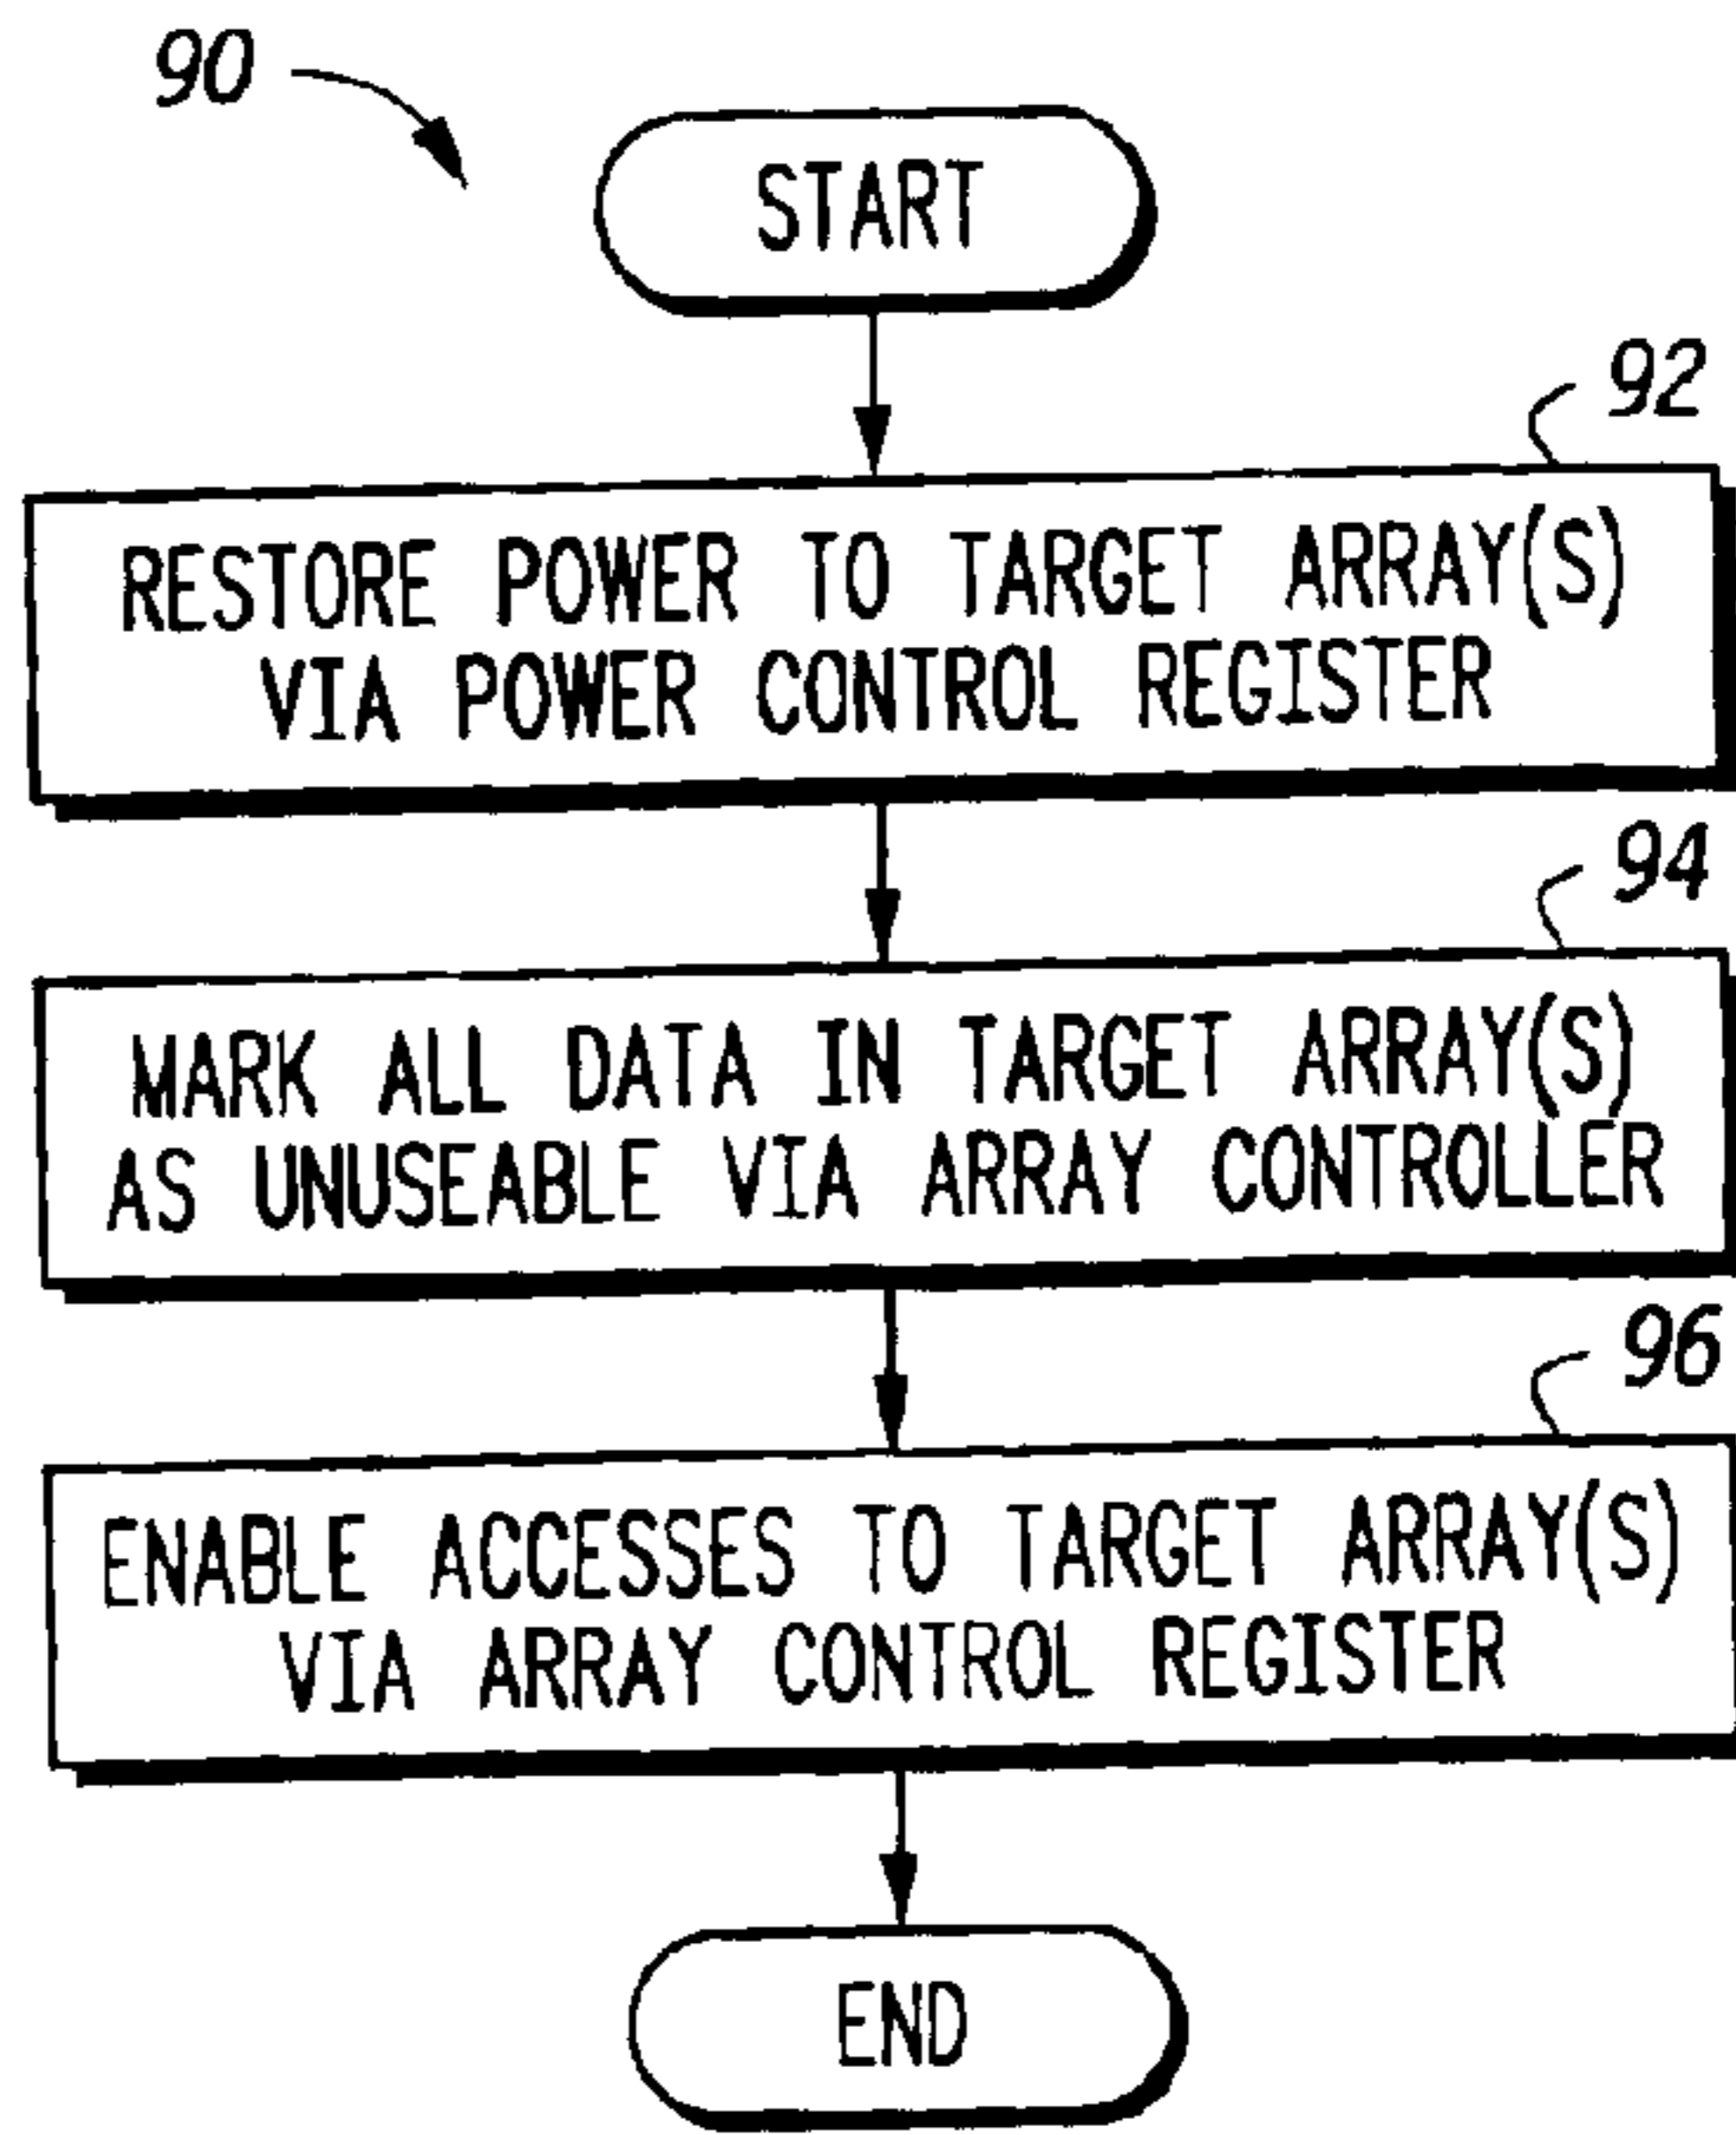 90
START
92
RESTORE POWER TO TARGET ARRAY(S)
VIA POWER CONTROL REGISTER
94
MARK ALL DATA IN TARGET ARRAY(S)
AS UNUSEABLE VIA ARRAY CONTROLLER
96
ENABLE ACCESSES TO TARGET ARRAY(S)
VIA ARRAY CONTROL REGISTER
END